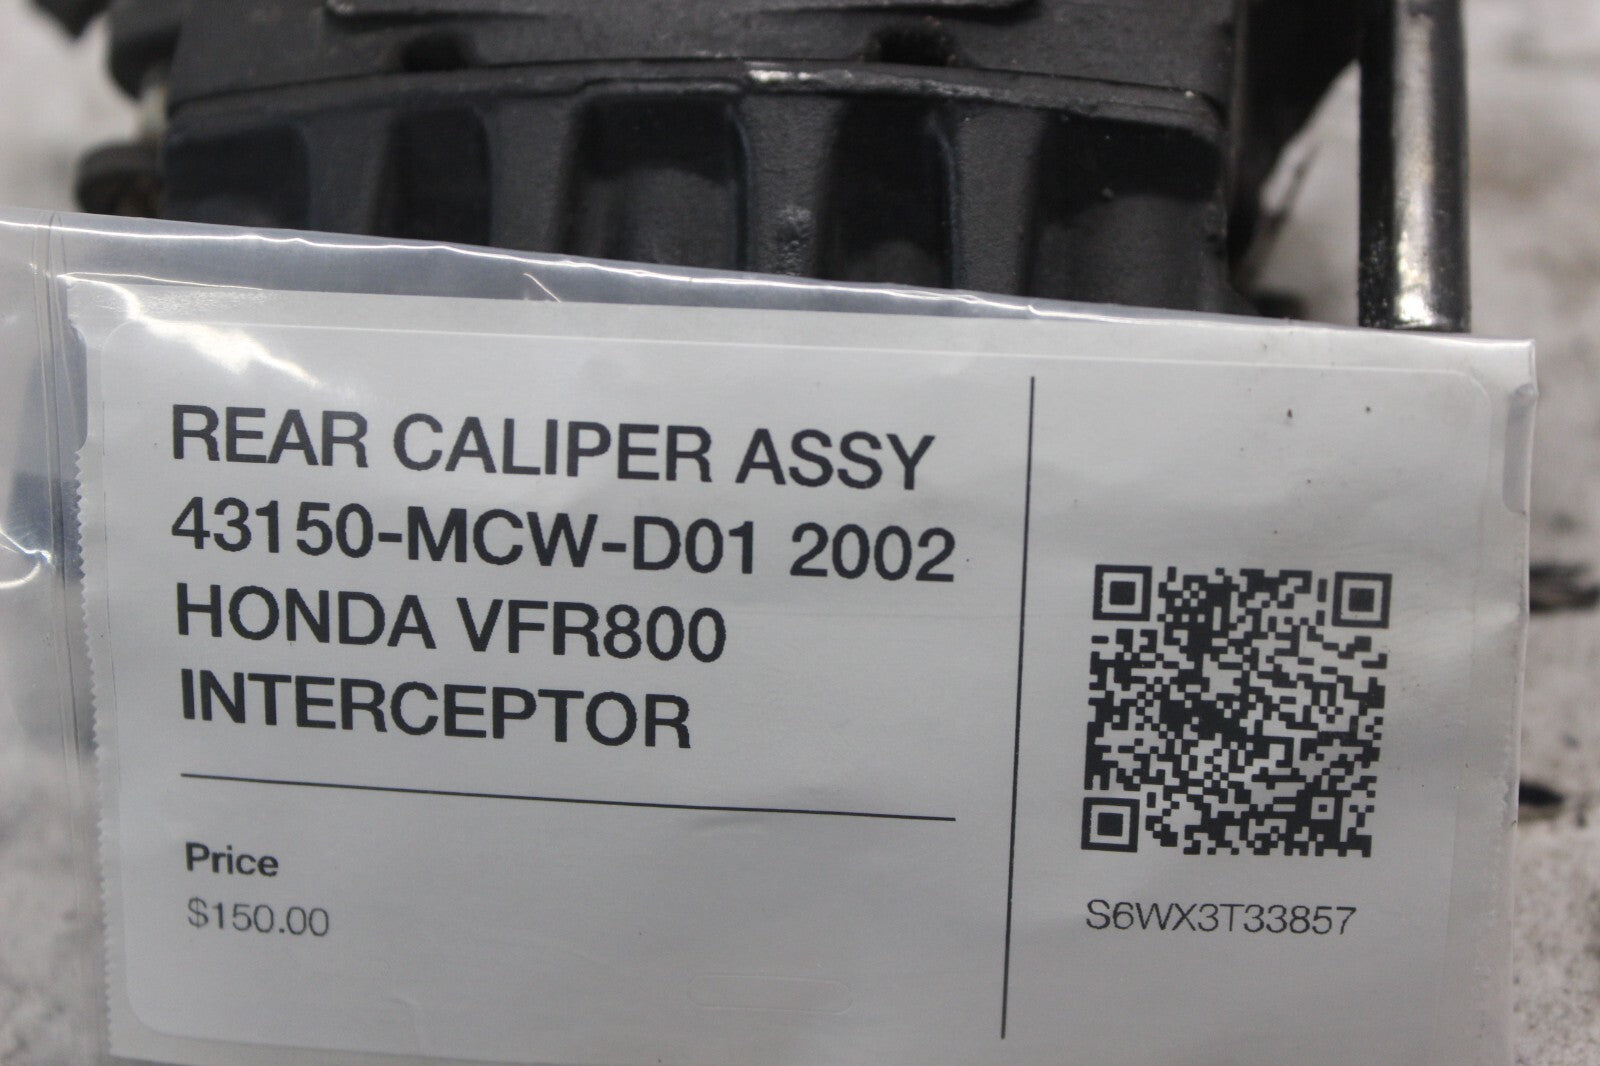 REAR CALIPER ASSY
43150-MCW-D01 2002
HONDA VFR800
INTERCEPTOR
Price
$150.00
S6WX3T33857